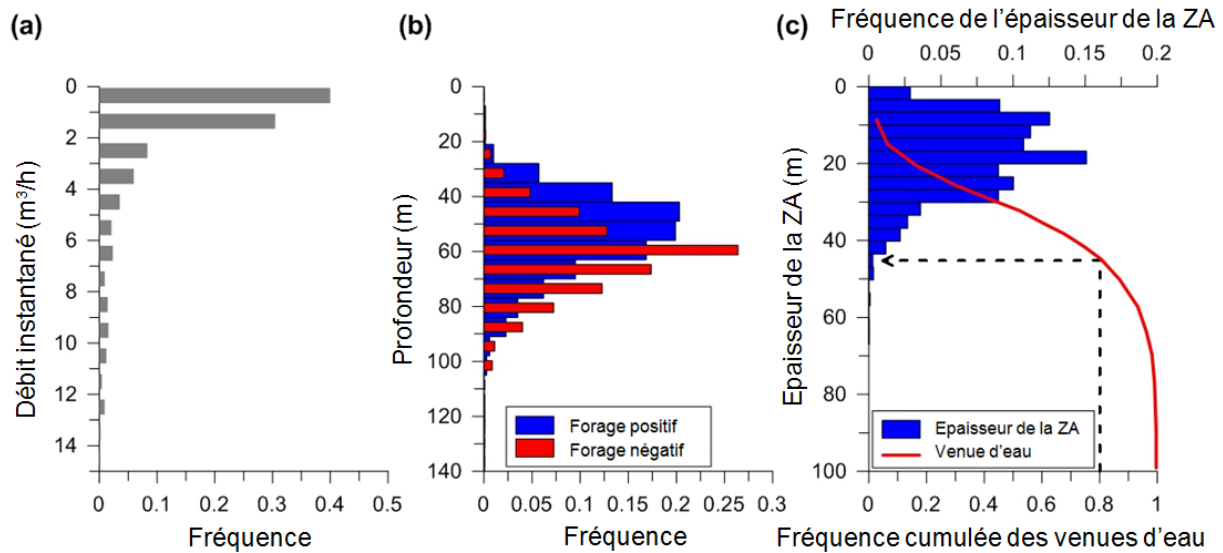 (a)
Débit instantané (m³/h)
0
2
4
6
8
10
12
14
0 0.1 0.2 0.3 0.4 0.5
Fréquence
(b)
Profondeur (m)
0
20
40
60
80
100
120
140
Forage positif
Forage négatif
0 0.05 0.1 0.15 0.2 0.25 0.3
Fréquence
(c)
Fréquence de l'épaisseur de la ZA
0 0.05 0.1 0.15 0.2
Epaisseur de la ZA (m)
0
20
40
60
80
100
Epaisseur de la ZA
Venue d'eau
0 0.2 0.4 0.6 0.8 1
Fréquence cumulée des venues d'eau